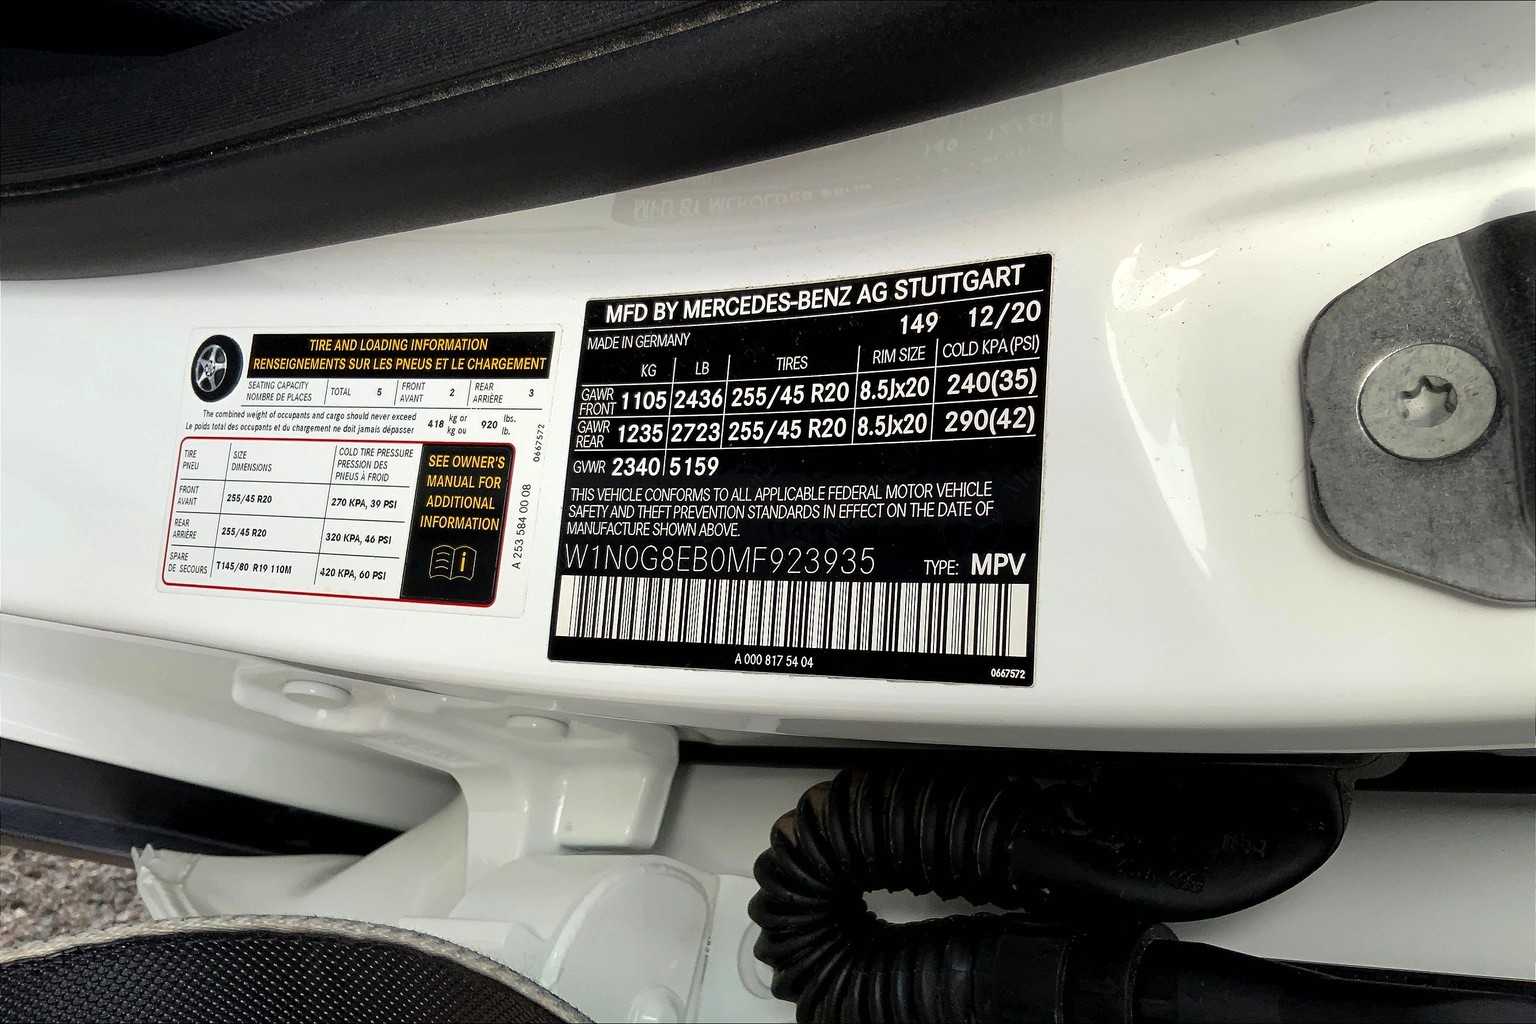 TIRE AND LOADING INFORMATION
RENSEIGNEMENTS SUR LES PNEUS ET LE CHARGEMENT
SEATING CAPACITY
NOMBRE DE PLACES
TOTAL 5
FRONT
AVANT
2
REAR
ARRIÈRE
3
The combined weight of occupants and cargo should never exceed
Le poids total des occupants et du chargement ne doit jamais dépasser
418 kg or
kg ou
920 lbs.
lb.
TIRE
PNEU
SIZE
DIMENSIONS
COLD TIRE PRESSURE
PRESSION DES
PNEUS À FROID
FRONT
AVANT
255/45 R20
270 KPA, 39 PSI
REAR
ARRIÈRE
255/45 R20
320 KPA, 46 PSI
SPARE
DE SECOURS
T145/80 R19 110M
420 KPA, 60 PSI
SEE OWNER'S
MANUAL FOR
ADDITIONAL
INFORMATION
i
A 253 584 00 08
0667572
MFD BY MERCEDES-BENZ AG STUTTGART
MADE IN GERMANY
149 12/20
KG LB TIRES RIM SIZE COLD KPA(PSI)
GAWR
FRONT
1105 2436 255/45 R20 8.5Jx20 240(35)
GAWR
REAR
1235 2723 255/45 R20 8.5Jx20 290(42)
GVWR 2340 5159
THIS VEHICLE CONFORMS TO ALL APPLICABLE FEDERAL MOTOR VEHICLE
SAFETY AND THEFT PREVENTION STANDARDS IN EFFECT ON THE DATE OF
MANUFACTURE SHOWN ABOVE.
W1N0G8EB0MF923935 TYPE: MPV
A 000 817 54 04
0667572